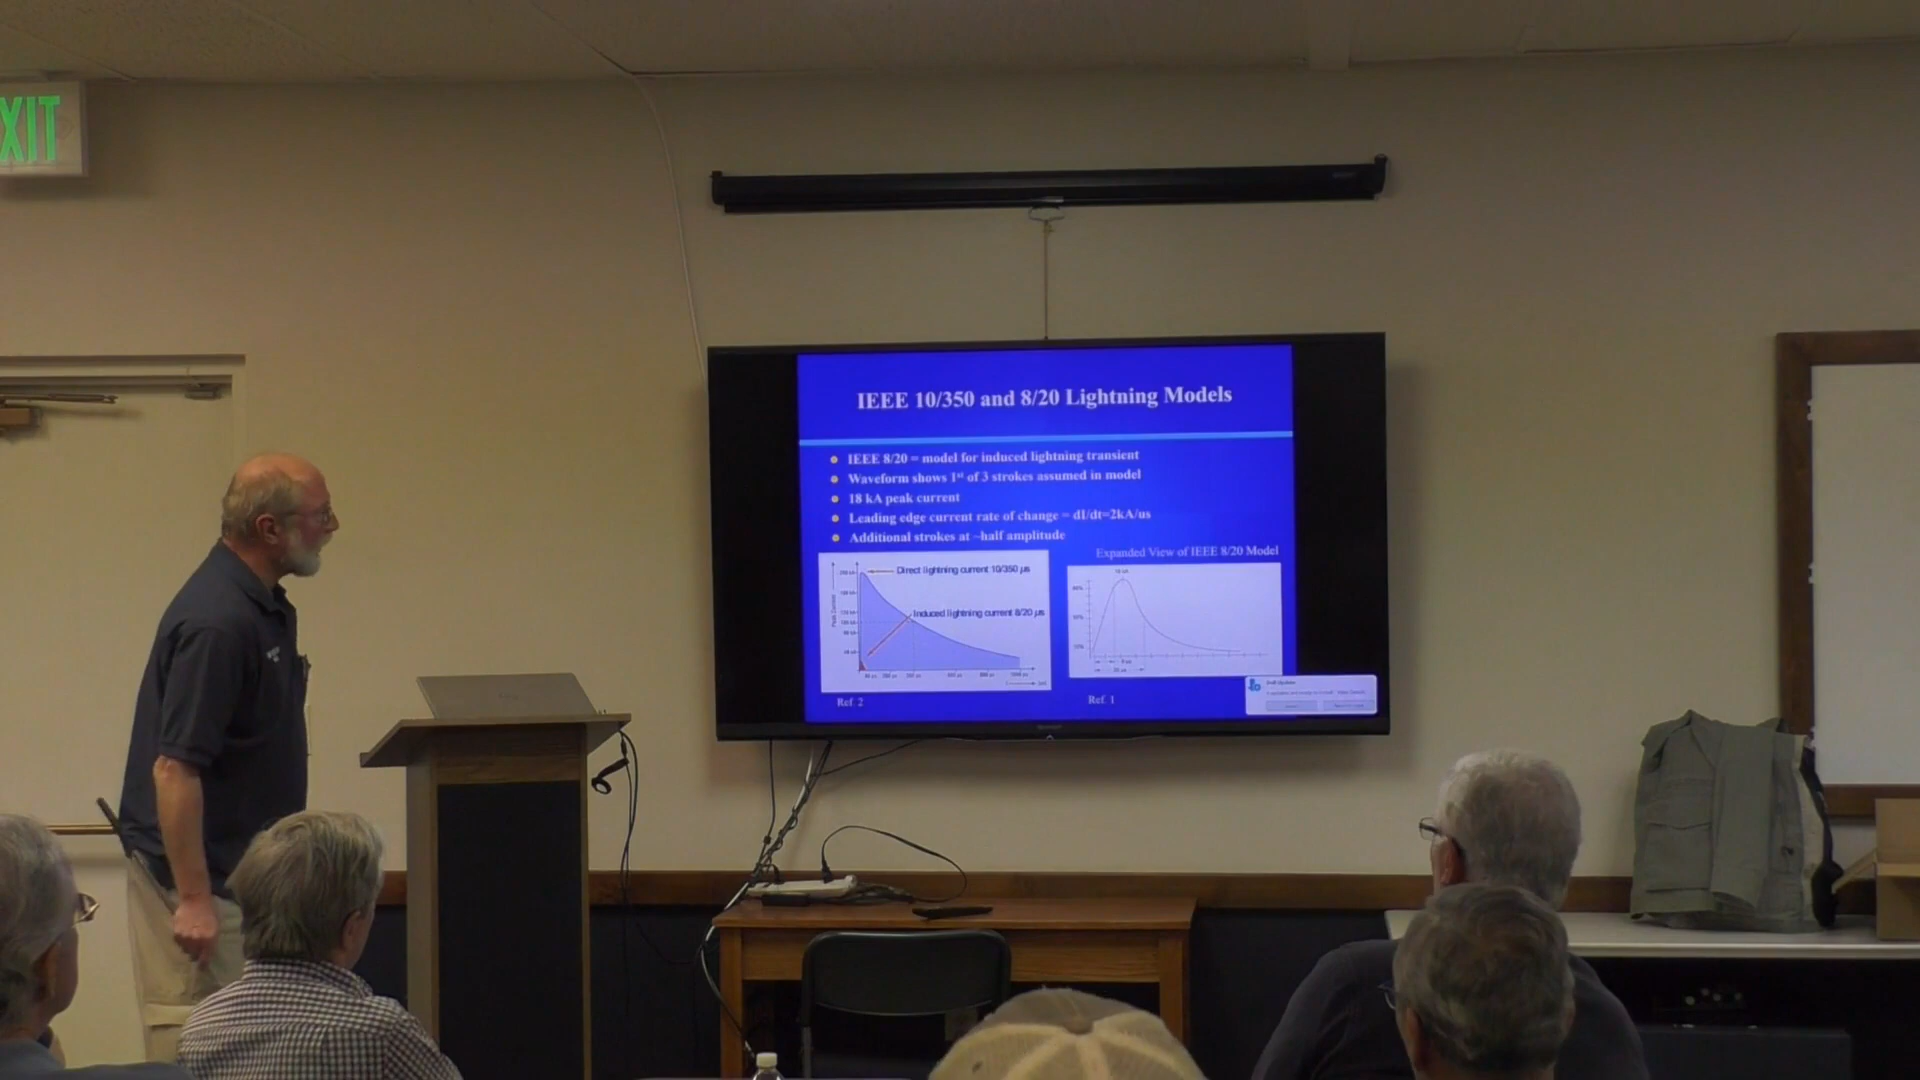 XIT
IEEE 10/350 and 8/20 Lightning Models
IEEE 8/20 = model for induced lightning transient
Waveform shows 1st of 3 strokes assumed in model
18 kA peak current
Leading edge current rate of change = dI/dt=2kA/us
Additional strokes at ~half amplitude
Direct lightning current 10/350 µs
Induced lightning current 8/20 µs
Expanded View of IEEE 8/20 Model
Ref. 2
Ref. 1